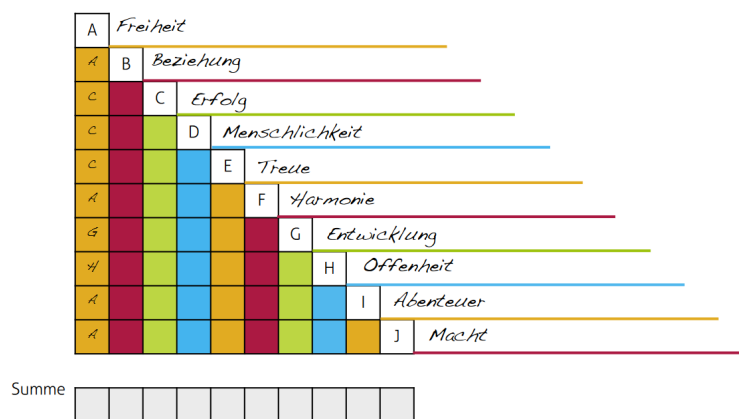 A Freiheit
A B Beziehung
C C Erfolg
C D Menschlichkeit
C E Treue
A F Harmonie
G G Entwicklung
H H Offenheit
A I Abenteuer
A J Macht
Summe